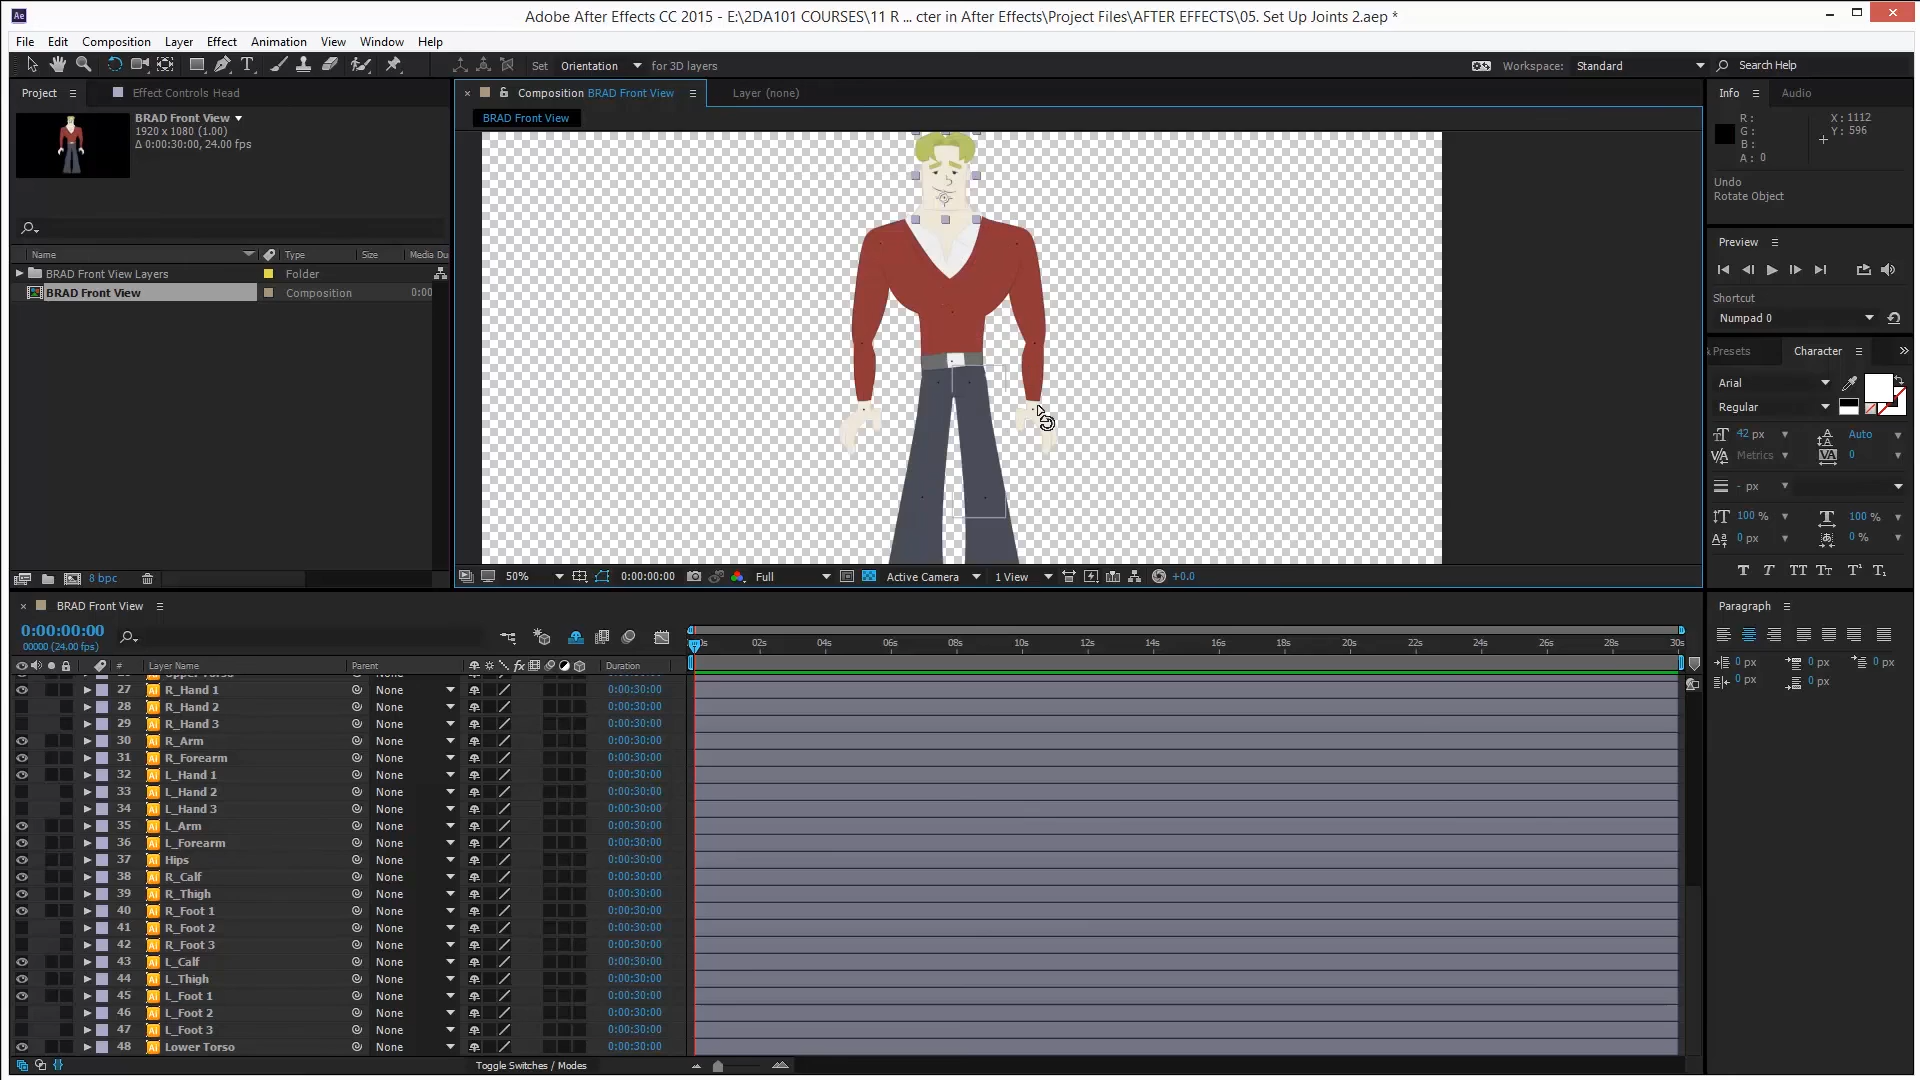 Ae Adobe After Effects CC 2015 - E:\2DA101 COURSES\11 R ... cter in After Effects\Project Files\AFTER EFFECTS\05. Set Up Joints 2.aep *
File Edit Composition Layer Effect Animation View Window Help
Set Orientation for 3D layers Workspace: Standard Search Help
Project Effect Controls Head
BRAD Front View
1920 x 1080 (1.00)
Δ 0:00:30:00, 24.00 fps
Name Type Size Media Du
BRAD Front View Layers Folder
BRAD Front View Composition 0:00
8 bpc
Composition BRAD Front View Layer (none)
BRAD Front View
50% 0:00:00:00 Full Active Camera 1 View +0.0
Info Audio
R: X: 1112
G: Y: 596
B:
A: 0
Undo
Rotate Object
Preview
Shortcut
Numpad 0
Presets Character
Arial
Regular
42 px Auto
Metrics 0
- px
100 % 100 %
0 px 0 %
Paragraph
0 px 0 px 0 px
0 px 0 px
BRAD Front View
0:00:00:00
00000 (24.00 fps)
# Layer Name Parent Duration
0s 02s 04s 06s 08s 10s 12s 14s 16s 18s 20s 22s 24s 26s 28s 30s
27 R_Hand 1 None 0:00:30:00
28 R_Hand 2 None 0:00:30:00
29 R_Hand 3 None 0:00:30:00
30 R_Arm None 0:00:30:00
31 R_Forearm None 0:00:30:00
32 L_Hand 1 None 0:00:30:00
33 L_Hand 2 None 0:00:30:00
34 L_Hand 3 None 0:00:30:00
35 L_Arm None 0:00:30:00
36 L_Forearm None 0:00:30:00
37 Hips None 0:00:30:00
38 R_Calf None 0:00:30:00
39 R_Thigh None 0:00:30:00
40 R_Foot 1 None 0:00:30:00
41 R_Foot 2 None 0:00:30:00
42 R_Foot 3 None 0:00:30:00
43 L_Calf None 0:00:30:00
44 L_Thigh None 0:00:30:00
45 L_Foot 1 None 0:00:30:00
46 L_Foot 2 None 0:00:30:00
47 L_Foot 3 None 0:00:30:00
48 Lower Torso None 0:00:30:00
Toggle Switches / Modes